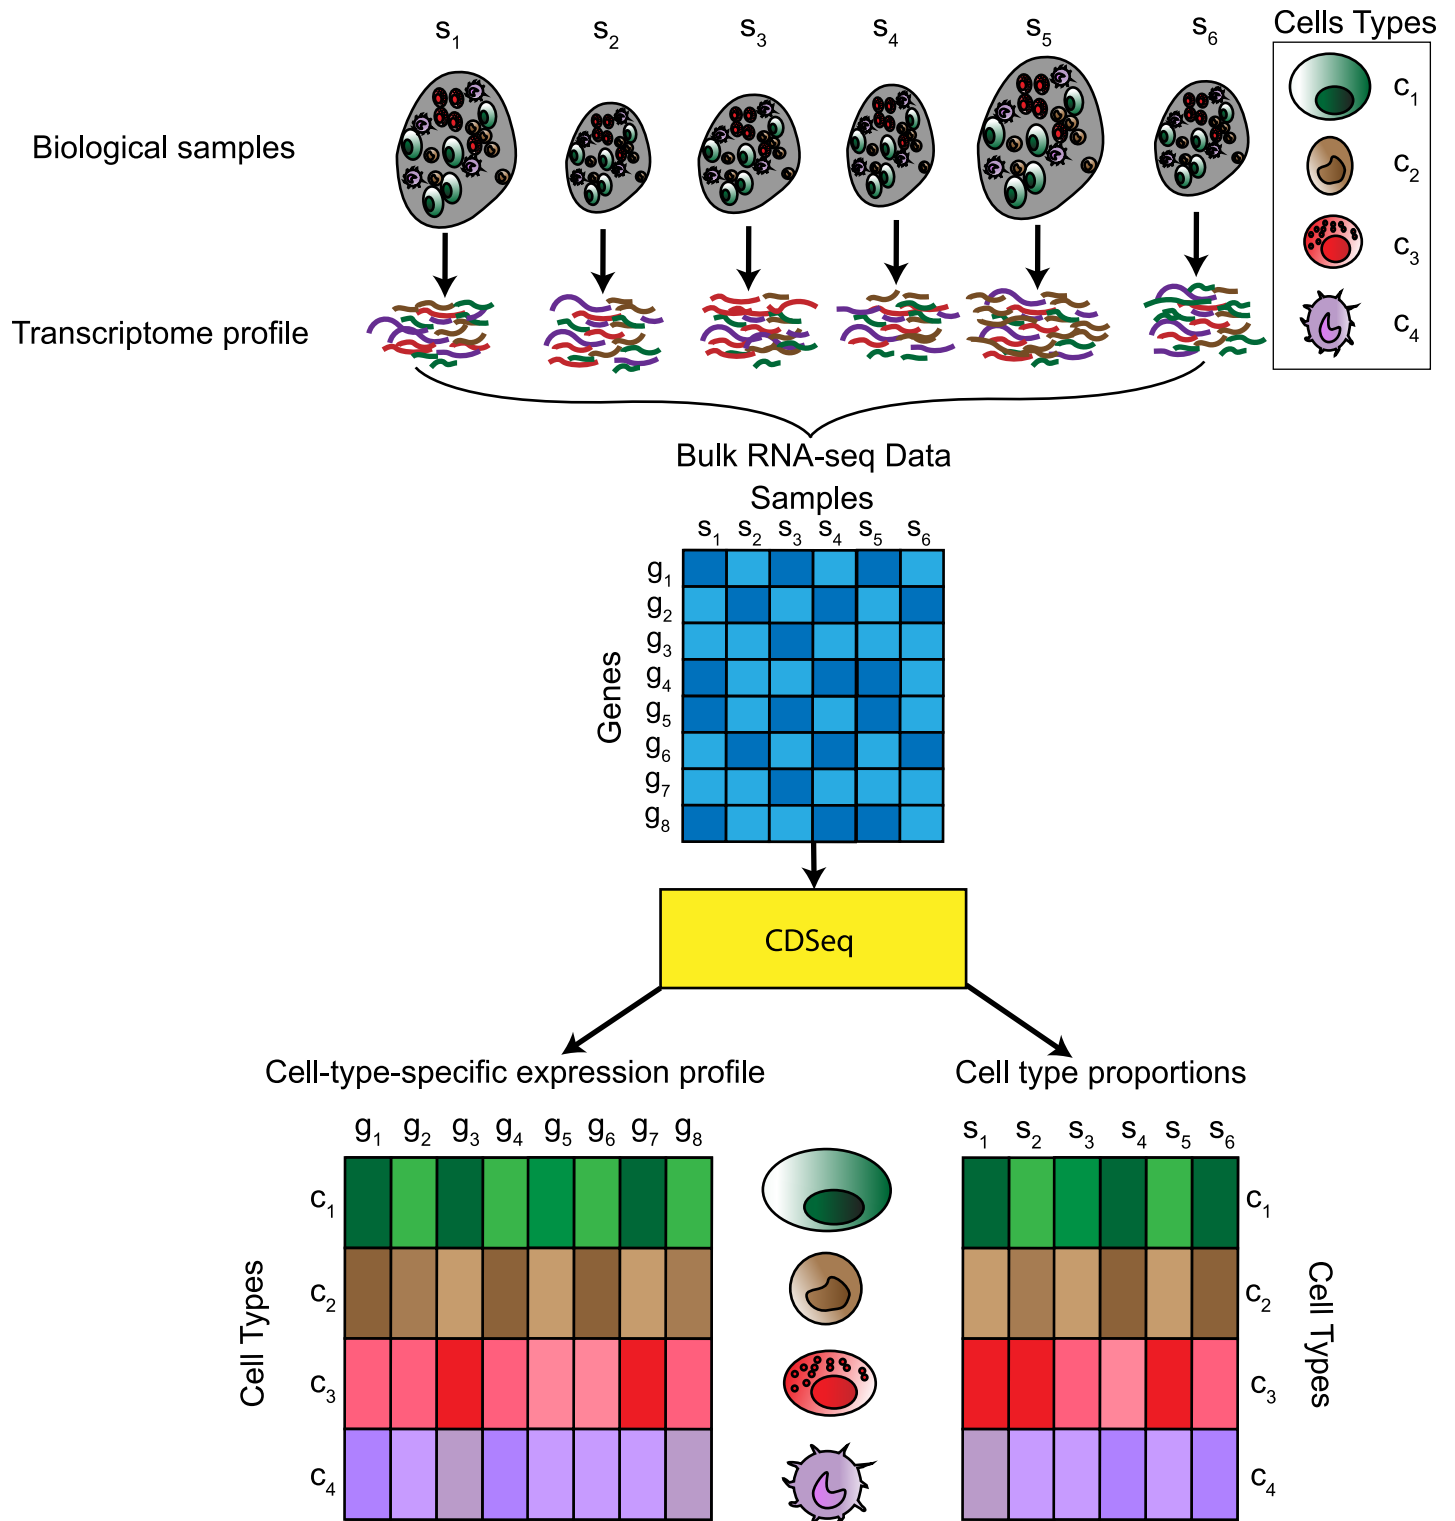 s1 s2 s3 s4 s5 s6
Cells Types
c1
Biological samples
c2
c3
Transcriptome profile
c4
Bulk RNA-seq Data
Samples
s1 s2 s3 s4 s5 s6
Genes
g1
g2
g3
g4
g5
g6
g7
g8
CDSeq
Cell-type-specific expression profile
g1 g2 g3 g4 g5 g6 g7 g8
Cell Types
c1
c2
c3
c4
Cell type proportions
s1 s2 s3 s4 s5 s6
c1
c2
c3
c4
Cell Types